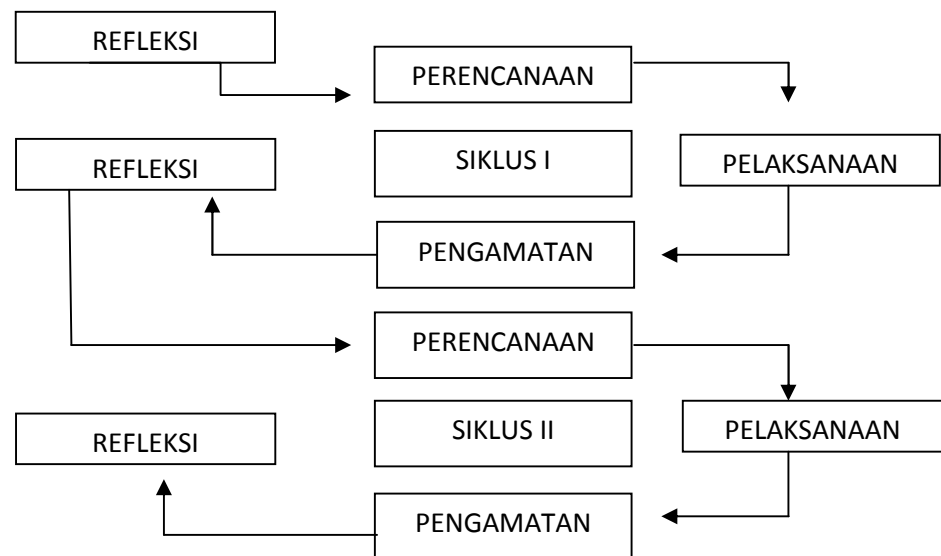 REFLEKSI
PERENCANAAN
REFLEKSI
SIKLUS I
PELAKSANAAN
PENGAMATAN
PERENCANAAN
REFLEKSI
SIKLUS II
PELAKSANAAN
PENGAMATAN